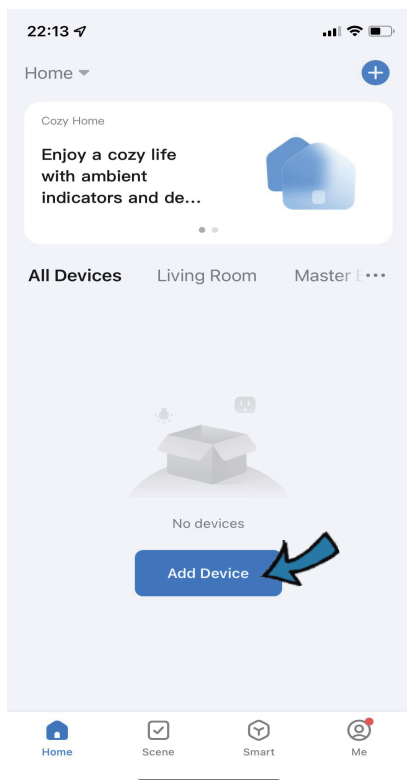 22:13
Home
Cozy Home
Enjoy a cozy life
with ambient
indicators and de...
All Devices Living Room Master
No devices
Add Device
Home Scene Smart Me